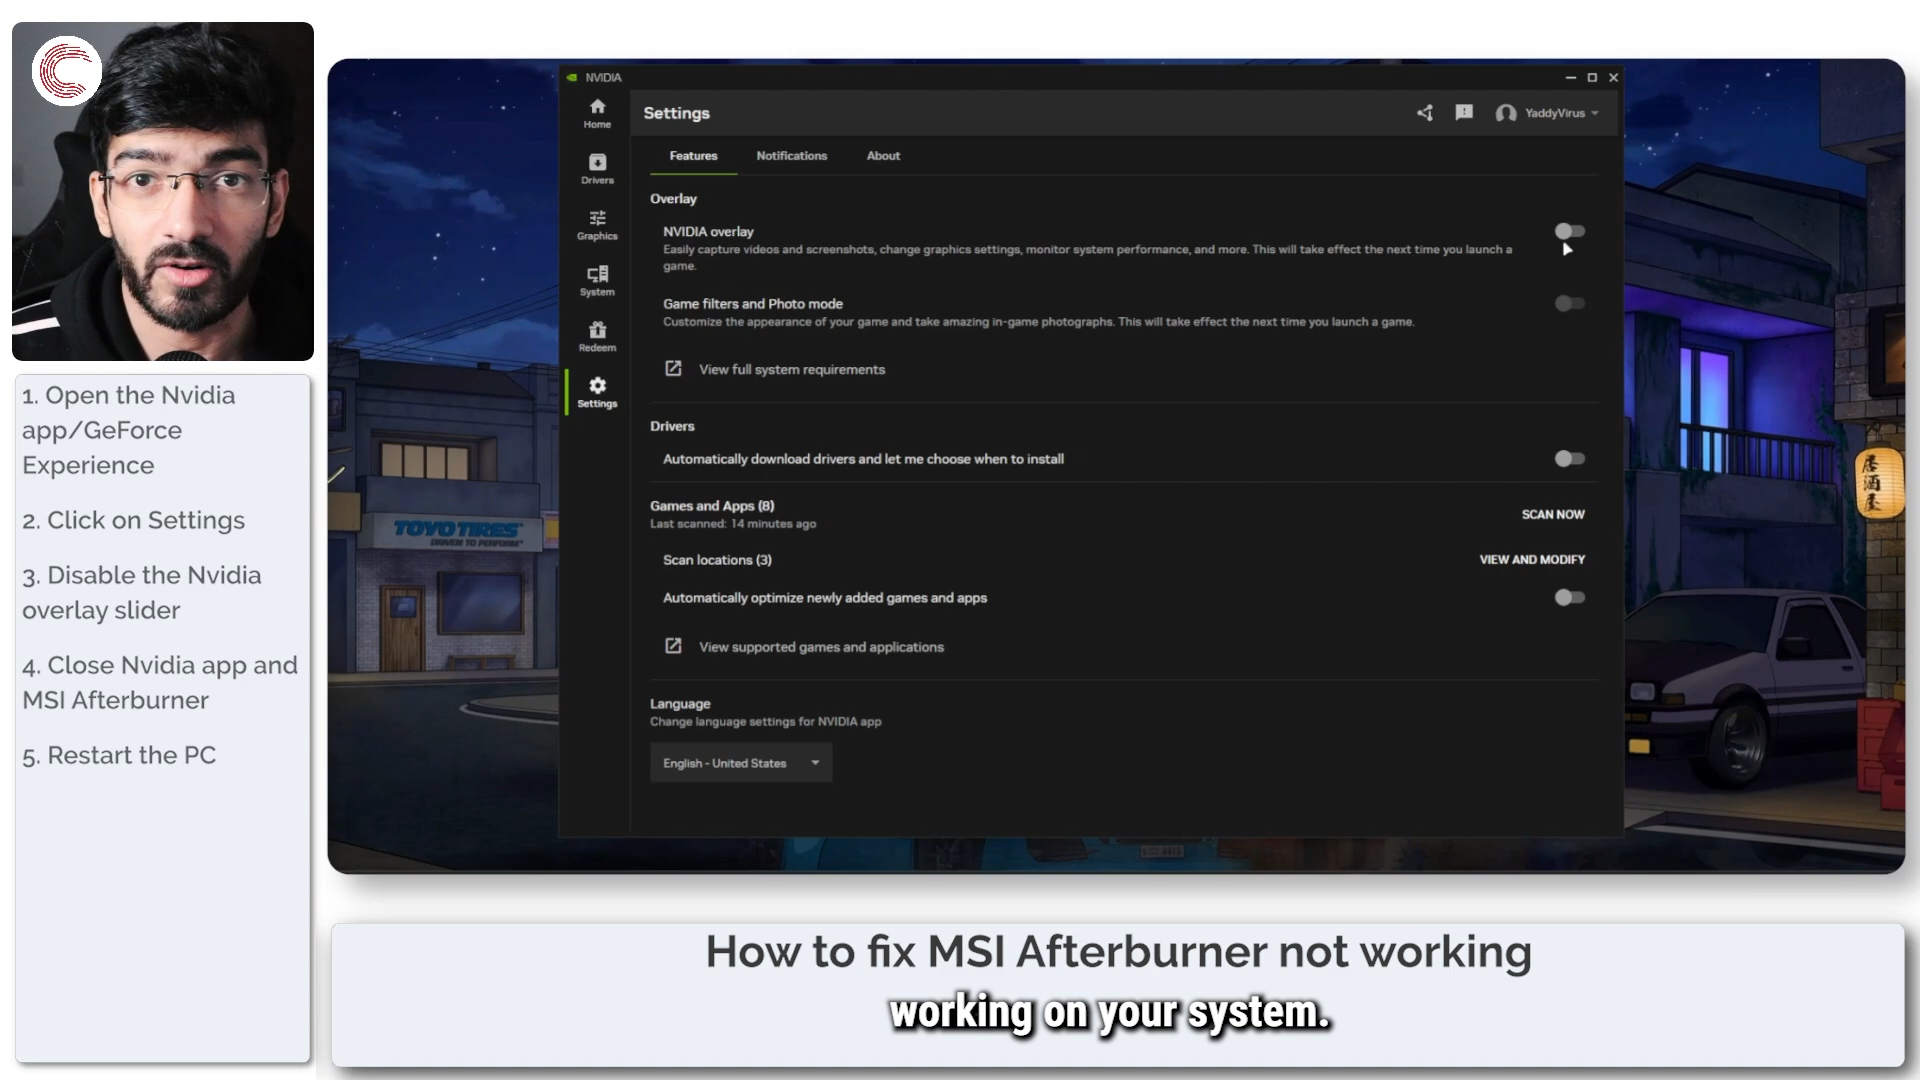 1. Open the Nvidia
app/GeForce
Experience
2. Click on Settings
3. Disable the Nvidia
overlay slider
4. Close Nvidia app and
MSI Afterburner
5. Restart the PC
NVIDIA
Home
Drivers
Graphics
System
Redeem
Settings
Settings
YaddyVirus
Features Notifications About
Overlay
NVIDIA overlay
Easily capture videos and screenshots, change graphics settings, monitor system performance, and more. This will take effect the next time you launch a
game.
Game filters and Photo mode
Customize the appearance of your game and take amazing in-game photographs. This will take effect the next time you launch a game.
View full system requirements
Drivers
Automatically download drivers and let me choose when to install
Games and Apps (8)
Last scanned: 14 minutes ago
SCAN NOW
Scan locations (3)
VIEW AND MODIFY
Automatically optimize newly added games and apps
View supported games and applications
Language
Change language settings for NVIDIA app
English - United States
TOYO TIRES
DRIVEN TO PERFORM
居酒屋
How to fix MSI Afterburner not working
working on your system.